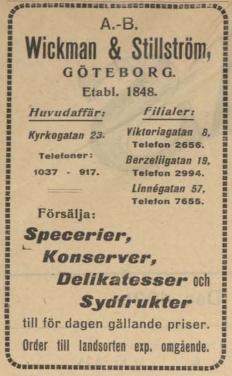 A.-B.
Wickman & Stillström,
GÖTEBORG.
Etabl. 1848.
Huvudaffär:
Kyrkogatan 23.
Telefoner:
1037 - 917.
Filialer:
Viktoriagatan 8,
Telefon 2656.
Berzeliigatan 19,
Telefon 2994.
Linnégatan 57,
Telefon 7655.
Försälja:
Specerier,
Konserver,
Delikatesser och
Sydfrukter
till för dagen gällande priser.
Order till landsorten exp. omgående.